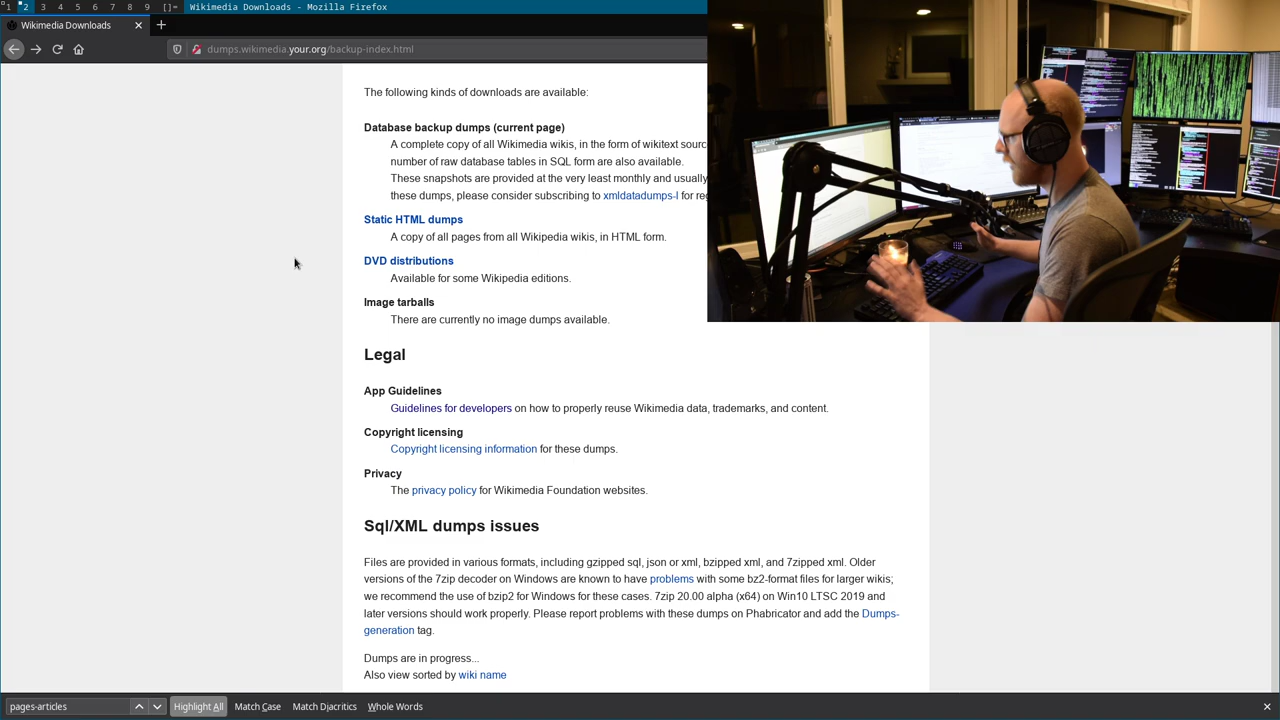 1 2 3 4 5 6 7 8 9 []= Wikimedia Downloads - Mozilla Firefox
Wikimedia Downloads
dumps.wikimedia.your.org/backup-index.html
The following kinds of downloads are available:
Database backup dumps (current page)
A complete copy of all Wikimedia wikis, in the form of wikitext sourc
number of raw database tables in SQL form are also available.
These snapshots are provided at the very least monthly and usually
these dumps, please consider subscribing to xmldatadumps-l for reg
Static HTML dumps
A copy of all pages from all Wikipedia wikis, in HTML form.
DVD distributions
Available for some Wikipedia editions.
Image tarballs
There are currently no image dumps available.
Legal
App Guidelines
Guidelines for developers on how to properly reuse Wikimedia data, trademarks, and content.
Copyright licensing
Copyright licensing information for these dumps.
Privacy
The privacy policy for Wikimedia Foundation websites.
Sql/XML dumps issues
Files are provided in various formats, including gzipped sql, json or xml, bzipped xml, and 7zipped xml. Older
versions of the 7zip decoder on Windows are known to have problems with some bz2-format files for larger wikis;
we recommend the use of bzip2 for Windows for these cases. 7zip 20.00 alpha (x64) on Win10 LTSC 2019 and
later versions should work properly. Please report problems with these dumps on Phabricator and add the Dumps-
generation tag.
Dumps are in progress...
Also view sorted by wiki name
pages-articles Highlight All Match Case Match Diacritics Whole Words